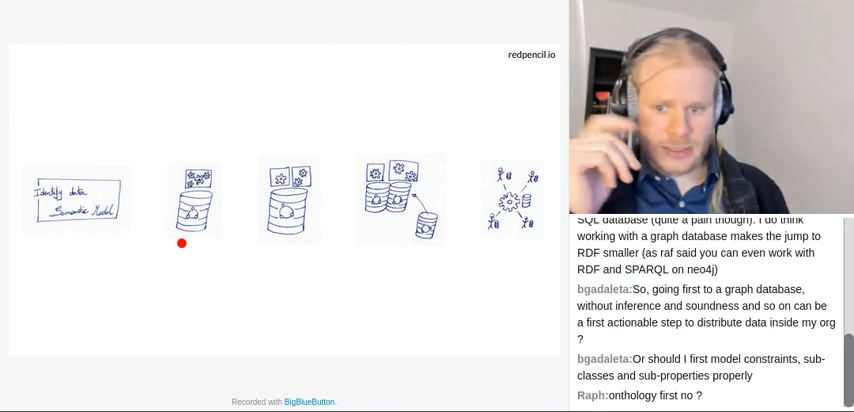 redpencil.io
Identify data
Semantic Model
SQL database (quite a pain though). I do think
working with a graph database makes the jump to
RDF smaller (as raf said you can even work with
RDF and SPARQL on neo4j)
bgadaleta:So, going first to a graph database,
without inference and soundness and so on can be
a first actionable step to distribute data inside my org
?
bgadaleta:Or should I first model constraints, sub-
classes and sub-properties properly
Raph:onthology first no ?
Recorded with BigBlueButton.